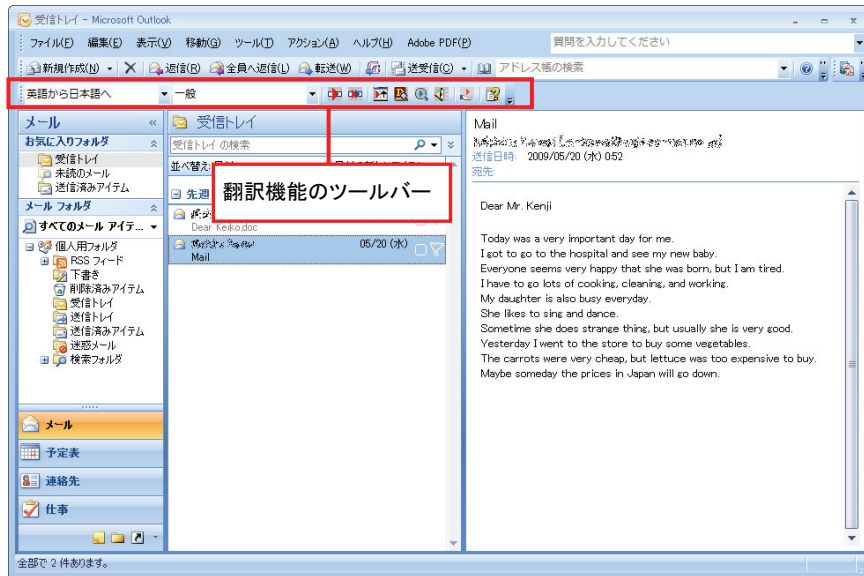 受信トレイ - Microsoft Outlook
ファイル(F) 編集(E) 表示(V) 移動(G) ツール(T) アクション(A) ヘルプ(H) Adobe PDF(P) 質問を入力してください
新規作成(N) 返信(R) 全員へ返信(L) 転送(W) 送受信(C) アドレス帳の検索
英語から日本語へ 一般
メール
お気に入りフォルダ
受信トレイ
未読のメール
送信済みアイテム
メール フォルダ
すべてのメール アイテ...
個人用フォルダ
RSS フィード
下書き
削除済みアイテム
受信トレイ
送信トレイ
送信済みアイテム
迷惑メール
検索フォルダ
メール
予定表
連絡先
仕事
受信トレイ
受信トレイ の検索
並べ替え:
先週
翻訳機能のツールバー
Dear Keiko.doc
05/20 (水)
Mail
Mail
送信日時: 2009/05/20 (水) 0:52
宛先:
Dear Mr. Kenji
Today was a very important day for me.
I got to go to the hospital and see my new baby.
Everyone seems very happy that she was born, but I am tired.
I have to go lots of cooking, cleaning, and working.
My daughter is also busy everyday.
She likes to sing and dance.
Sometime she does strange thing, but usually she is very good.
Yesterday I went to the store to buy some vegetables.
The carrots were very cheap, but lettuce was too expensive to buy.
Maybe someday the prices in Japan will go down.
全部で 2 件あります。